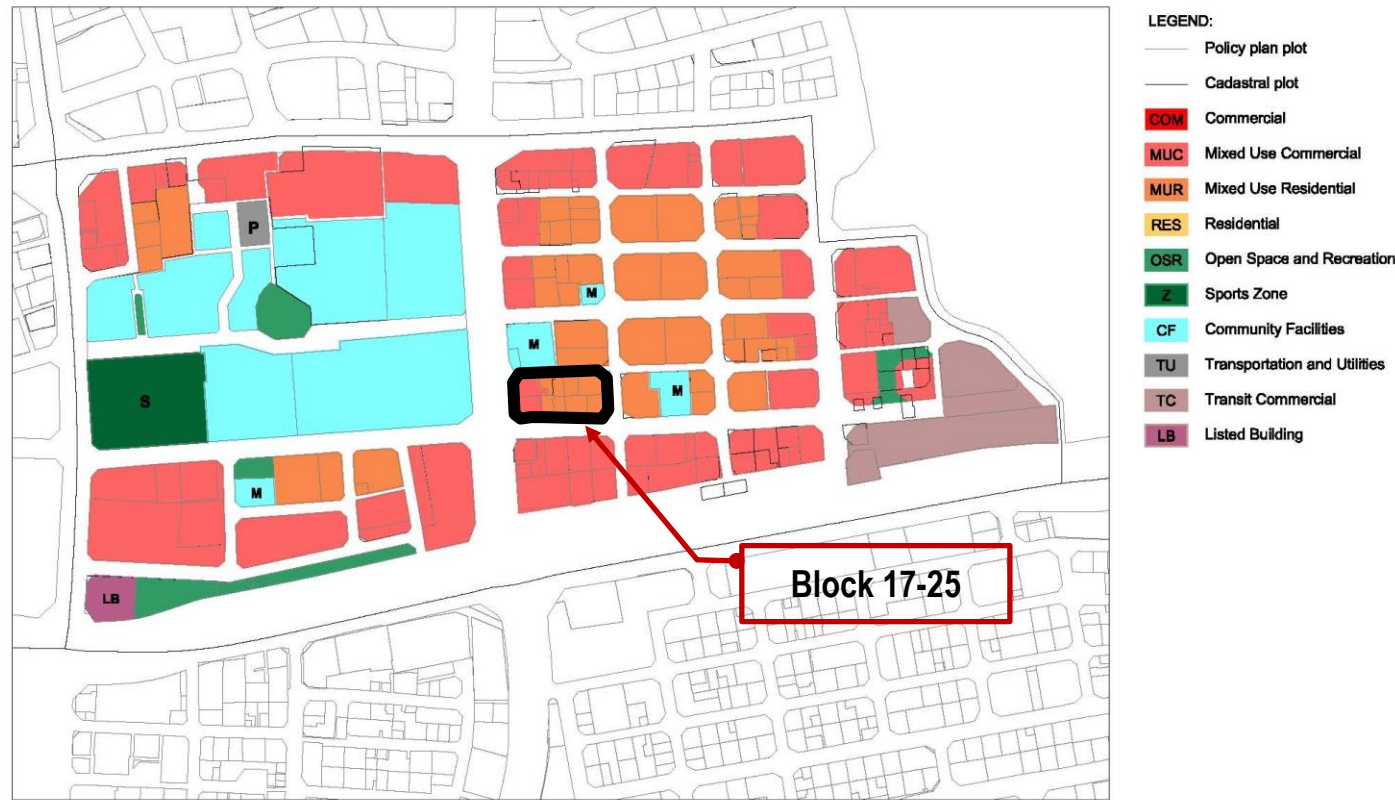 P
M
M
M
S
M
LB
Block 17-25
LEGEND:
Policy plan plot
Cadastral plot
COM Commercial
MUC Mixed Use Commercial
MUR Mixed Use Residential
RES Residential
OSR Open Space and Recreation
Z Sports Zone
CF Community Facilities
TU Transportation and Utilities
TC Transit Commercial
LB Listed Building